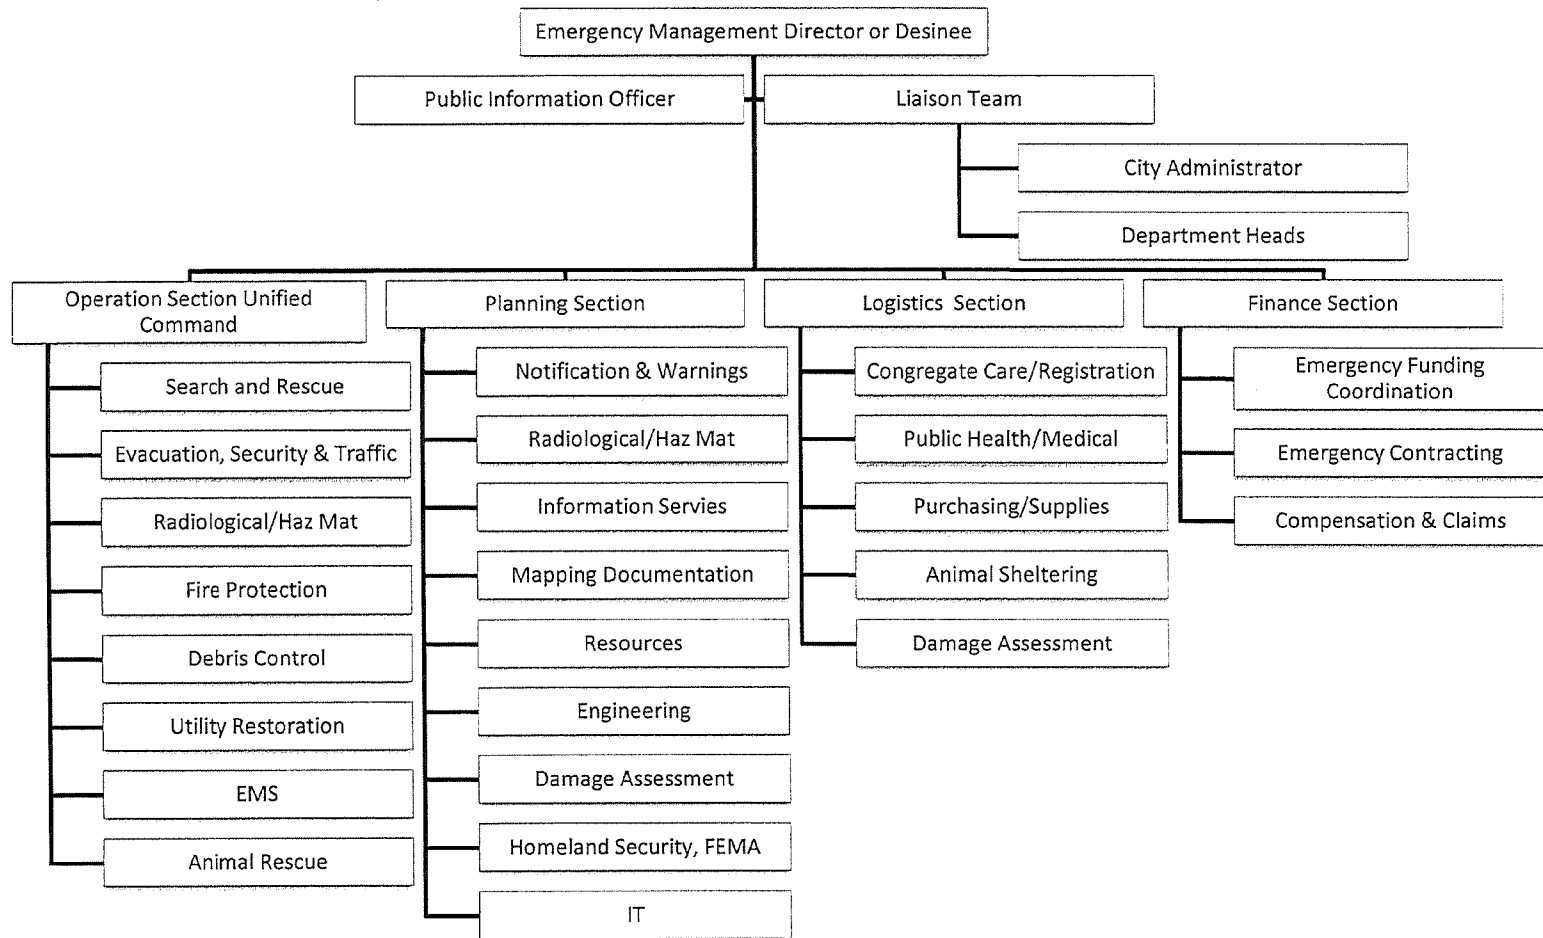 Emergency Management Director or Desinee
Public Information Officer
Liaison Team
City Administrator
Department Heads
Operation Section Unified
Command
Search and Rescue
Evacuation, Security & Traffic
Radiological/Haz Mat
Fire Protection
Debris Control
Utility Restoration
EMS
Animal Rescue
Planning Section
Notification & Warnings
Radiological/Haz Mat
Information Servies
Mapping Documentation
Resources
Engineering
Damage Assessment
Homeland Security, FEMA
IT
Logistics Section
Congregate Care/Registration
Public Health/Medical
Purchasing/Supplies
Animal Sheltering
Damage Assessment
Finance Section
Emergency Funding
Coordination
Emergency Contracting
Compensation & Claims